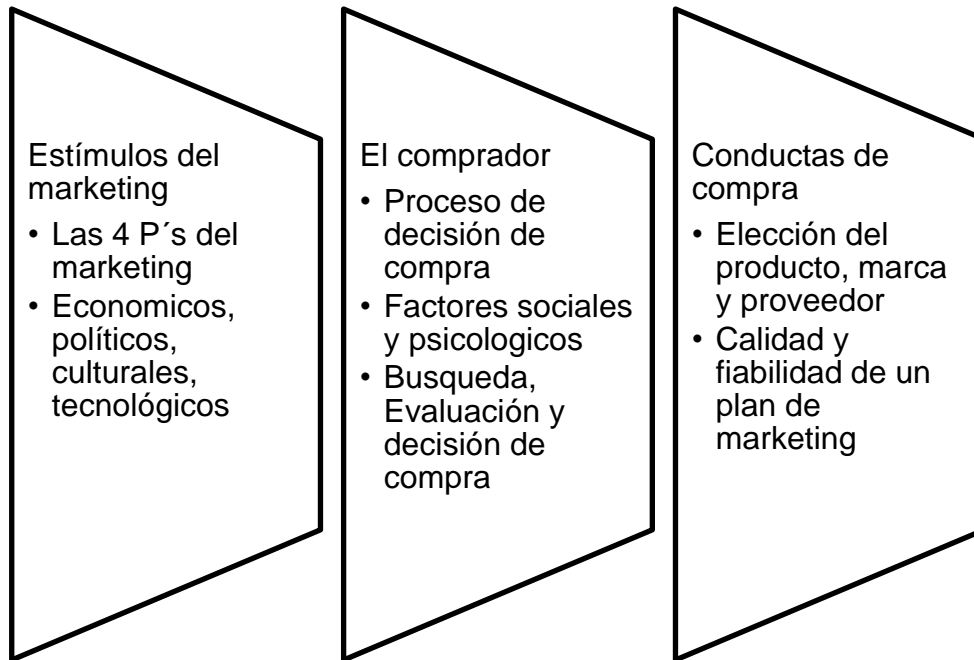 Estímulos del
marketing
• Las 4 P´s del
marketing
• Economicos,
políticos,
culturales,
tecnológicos
El comprador
• Proceso de
decisión de
compra
• Factores sociales
y psicologicos
• Busqueda,
Evaluación y
decisión de
compra
Conductas de
compra
• Elección del
producto, marca
y proveedor
• Calidad y
fiabilidad de un
plan de
marketing